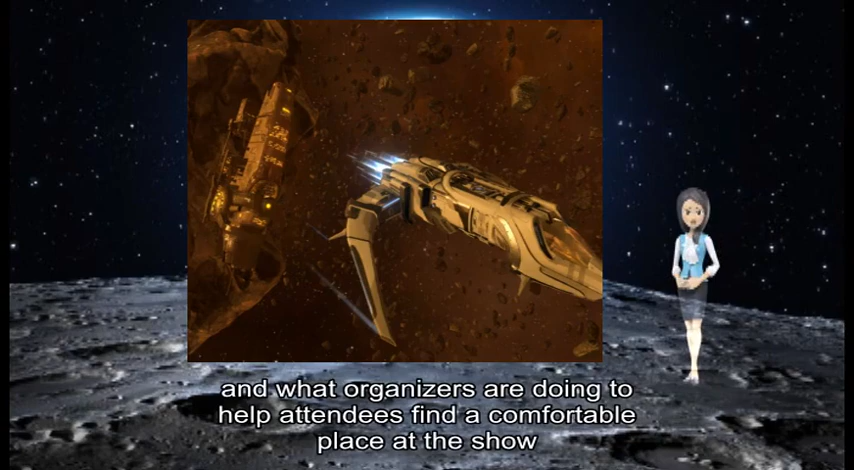 and what organizers are doing to
help attendees find a comfortable
place at the show